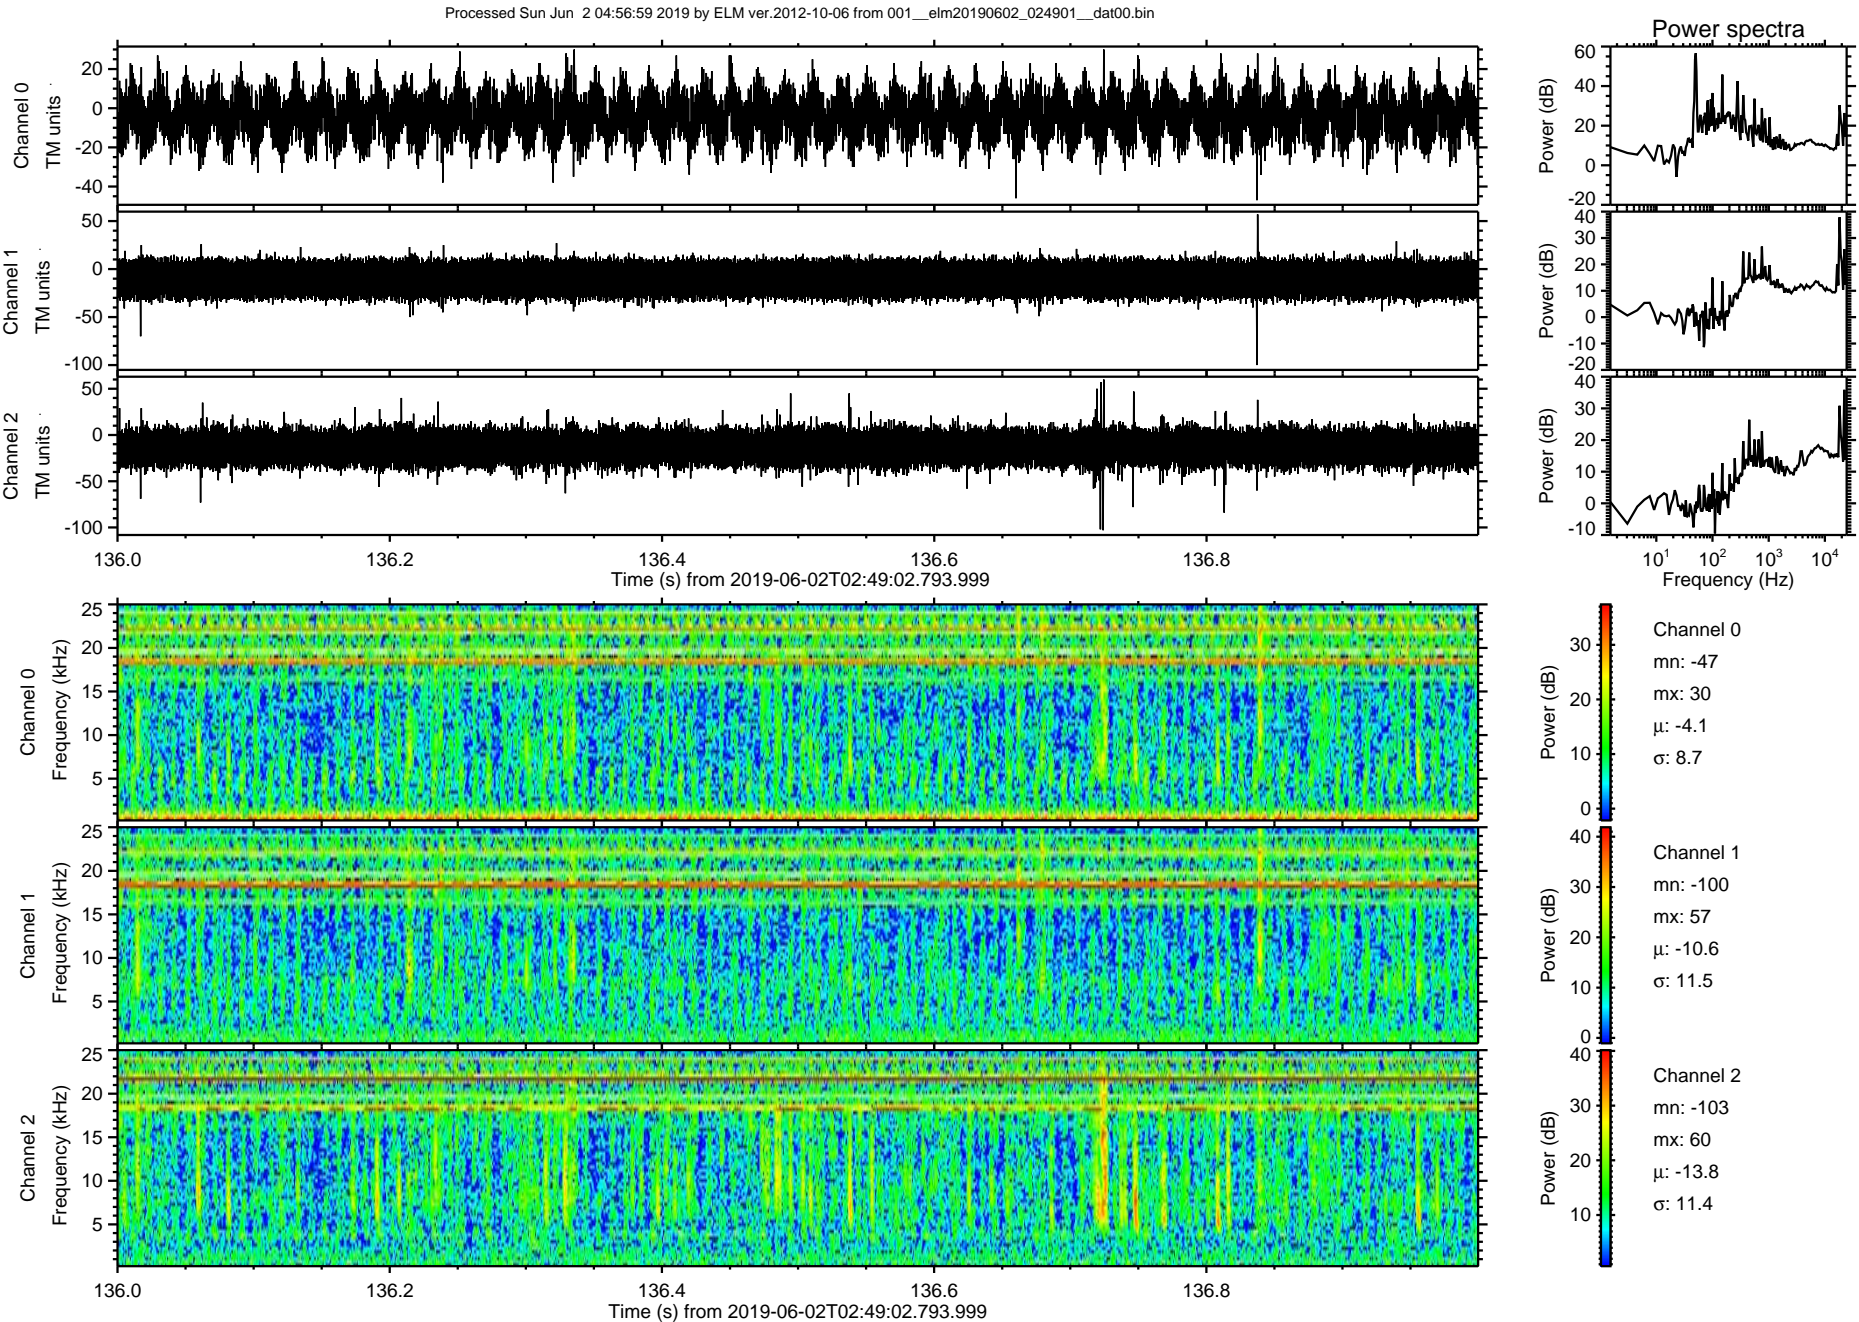 Processed Sun Jun  2 04:56:59 2019 by ELM ver.2012-10-06 from 001__elm20190602_024901__dat00.bin
Power spectra
Channel 0
TM units
20
0
-20
-40
Power (dB)
60
40
20
0
-20
Channel 1
TM units
50
0
-50
-100
Power (dB)
40
30
20
10
0
-10
-20
Channel 2
TM units
50
0
-50
-100
Power (dB)
40
30
20
10
0
-10
136.0 136.2 136.4 136.6 136.8
Time (s) from 2019-06-02T02:49:02.793.999
10¹ 10² 10³ 10⁴
Frequency (Hz)
Channel 0
Frequency (kHz)
25
20
15
10
5
Power (dB)
30
20
10
0
Channel 0
mn: -47
mx: 30
μ: -4.1
σ: 8.7
Channel 1
Frequency (kHz)
25
20
15
10
5
Power (dB)
40
30
20
10
0
Channel 1
mn: -100
mx: 57
μ: -10.6
σ: 11.5
Channel 2
Frequency (kHz)
25
20
15
10
5
Power (dB)
40
30
20
10
Channel 2
mn: -103
mx: 60
μ: -13.8
σ: 11.4
136.0 136.2 136.4 136.6 136.8
Time (s) from 2019-06-02T02:49:02.793.999